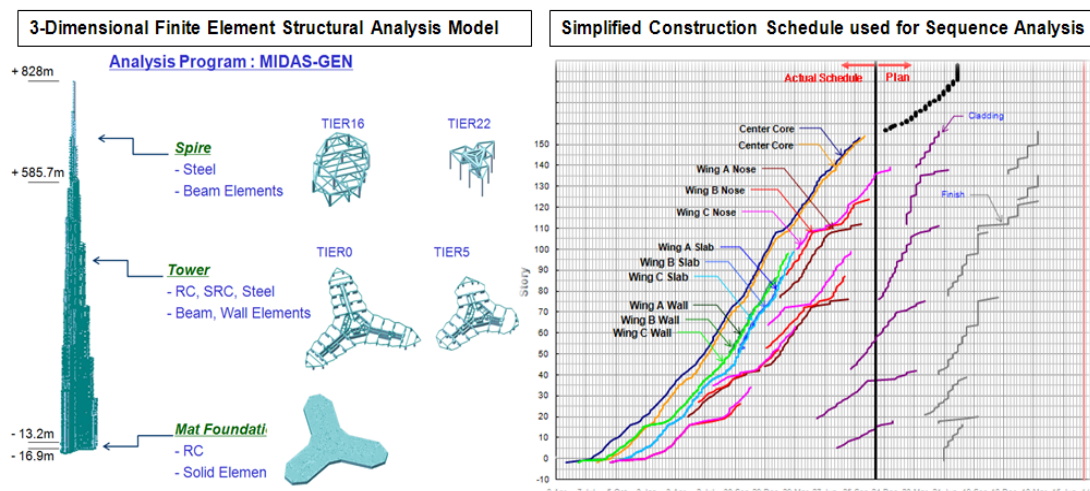 3-Dimensional Finite Element Structural Analysis Model
Analysis Program : MIDAS-GEN
+ 828m
TIER16
TIER22
Spire
- Steel
- Beam Elements
+ 585.7m
TIER0
TIER5
Tower
- RC, SRC, Steel
- Beam, Wall Elements
- 13.2m
- 16.9m
Mat Foundatio
- RC
- Solid Elemen
Simplified Construction Schedule used for Sequence Analysis
Actual Schedule
Plan
Cladding
Center Core
Center Core
Wing A Nose
Wing B Nose
Wing C Nose
Finish
Wing A Slab
Wing B Slab
Wing C Slab
Wing A Wall
Wing B Wall
Wing C Wall
Story
150
140
130
120
110
100
90
80
70
60
50
40
30
20
10
0
-10